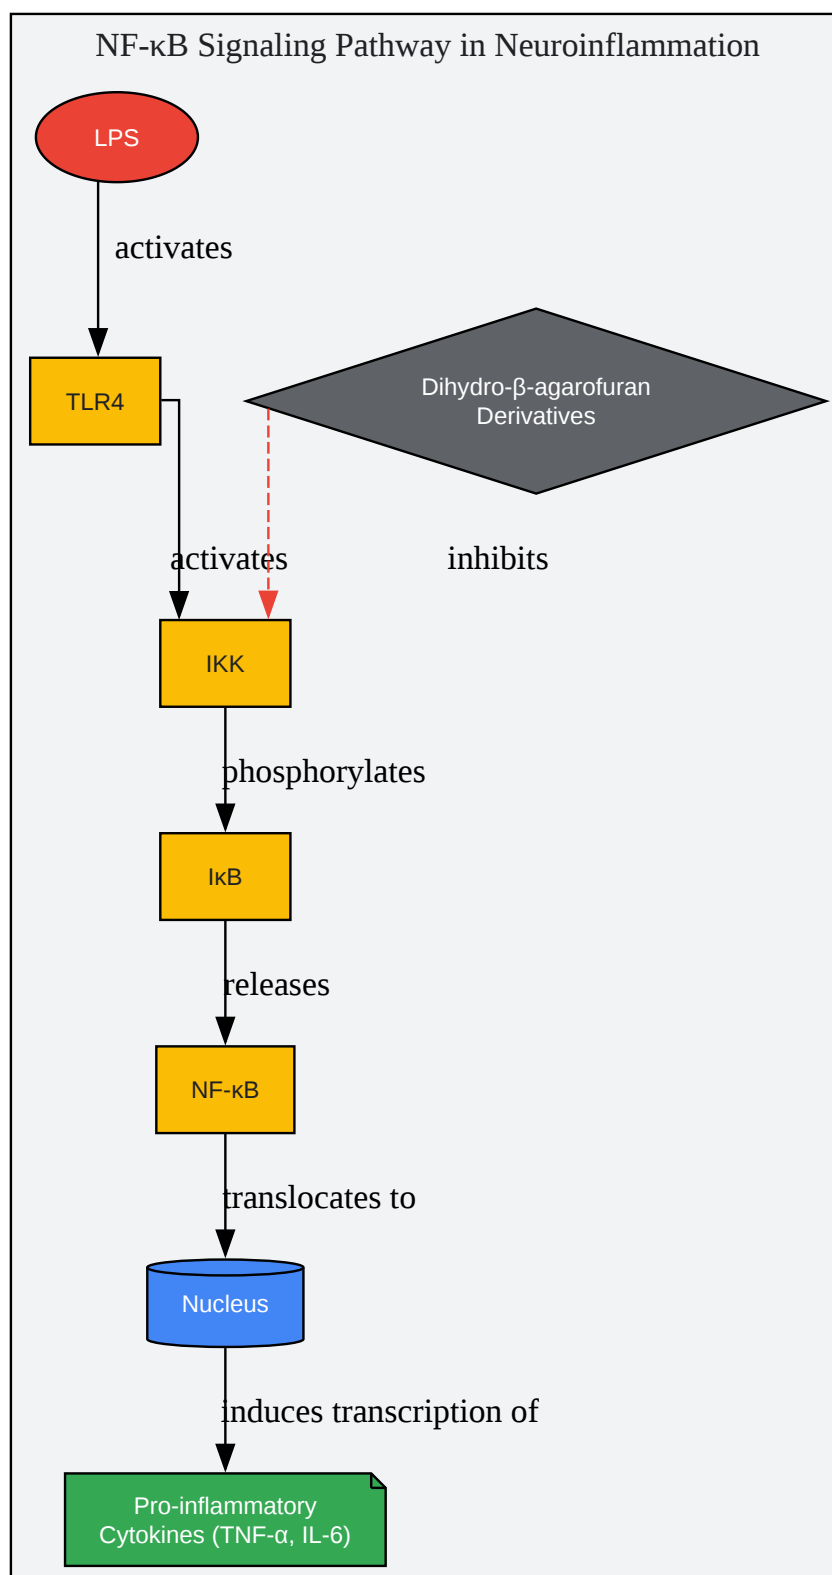 NF-κB Signaling Pathway in Neuroinflammation
LPS
activates
TLR4
Dihydro-β-agarofuran
Derivatives
activates
inhibits
IKK
phosphorylates
IκB
releases
NF-κB
translocates to
Nucleus
induces transcription of
Pro-inflammatory
Cytokines (TNF-α, IL-6)